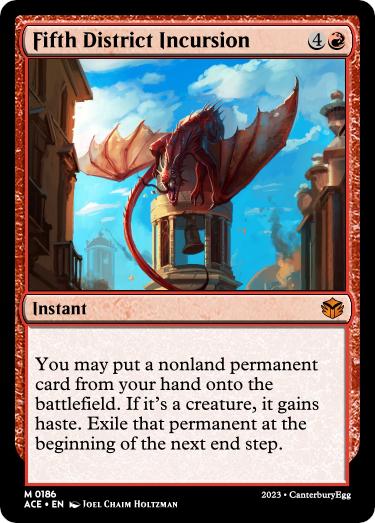 Fifth District Incursion 4
Instant
You may put a nonland permanent
card from your hand onto the
battlefield. If it's a creature, it gains
haste. Exile that permanent at the
beginning of the next end step.
M 0186
ACE • EN Joel Chaim Holtzman
2023 • CanterburyEgg